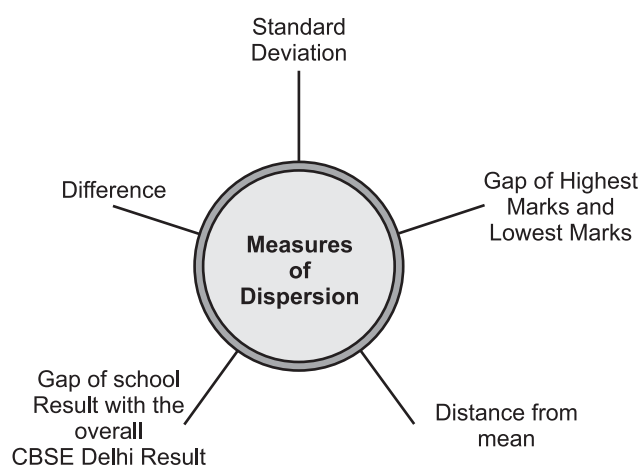 Standard
Deviation
Difference
Gap of Highest
Marks and
Lowest Marks
Measures
of
Dispersion
Gap of school
Result with the
overall
CBSE Delhi Result
Distance from
mean